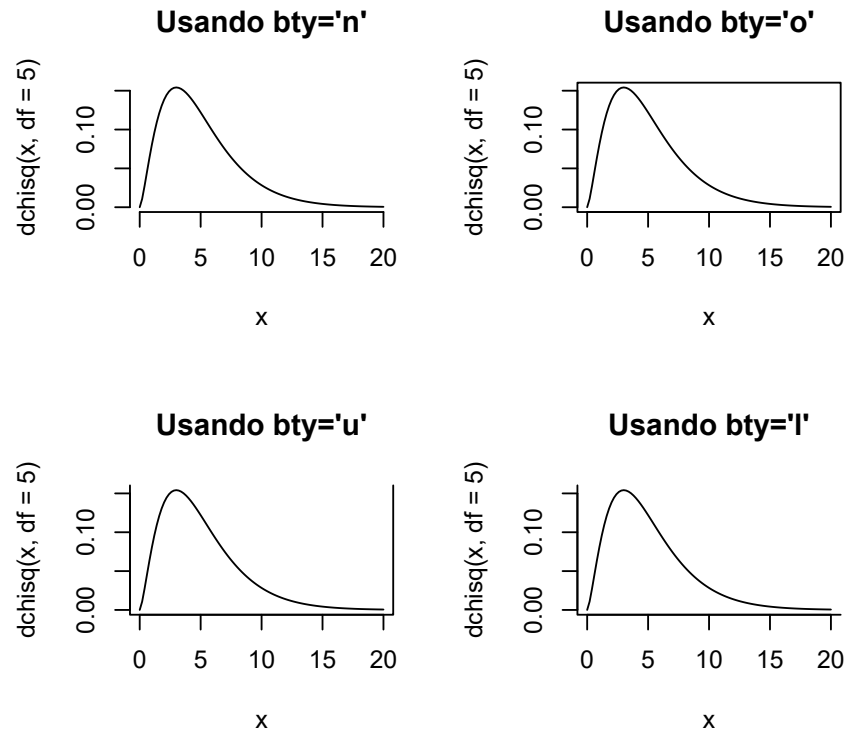 Usando bty='n'
dchisq(x, df = 5)
0.00 0.10
0 5 10 15 20
x
Usando bty='o'
dchisq(x, df = 5)
0.00 0.10
0 5 10 15 20
x
Usando bty='u'
dchisq(x, df = 5)
0.00 0.10
0 5 10 15 20
x
Usando bty='l'
dchisq(x, df = 5)
0.00 0.10
0 5 10 15 20
x